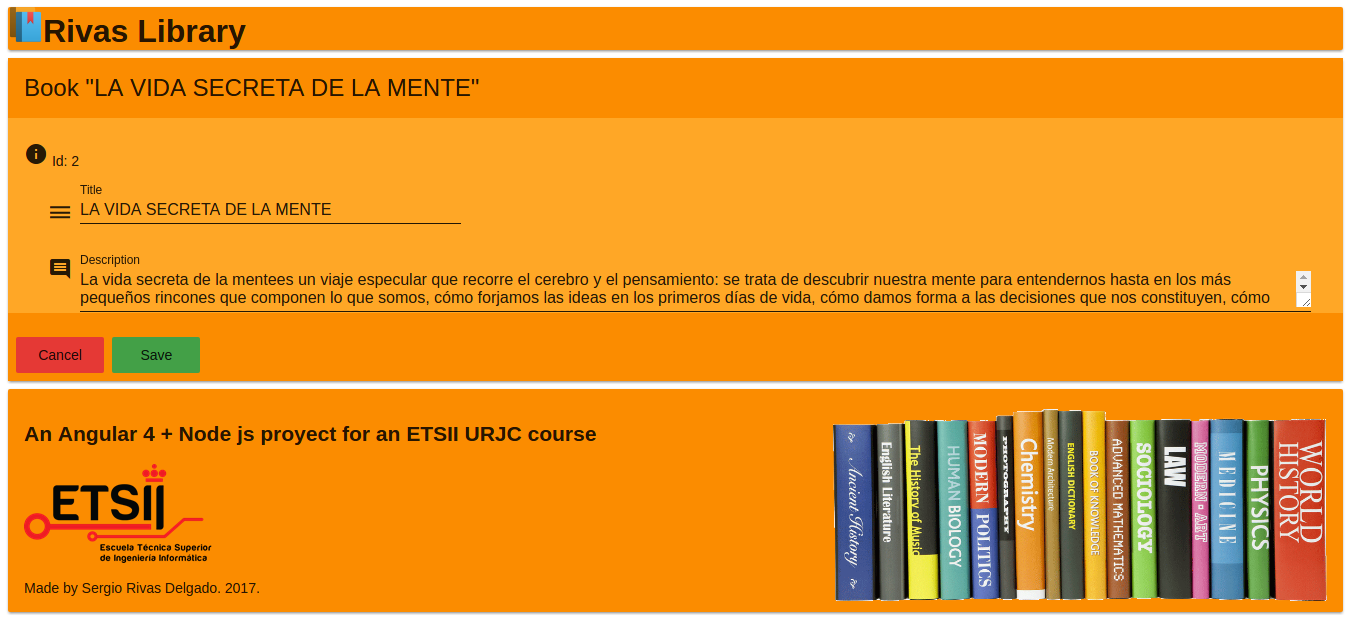 Rivas Library
Book "LA VIDA SECRETA DE LA MENTE"
Id: 2
Title
LA VIDA SECRETA DE LA MENTE
Description
La vida secreta de la mentees un viaje especular que recorre el cerebro y el pensamiento: se trata de descubrir nuestra mente para entendernos hasta en los más
pequeños rincones que componen lo que somos, cómo forjamos las ideas en los primeros días de vida, cómo damos forma a las decisiones que nos constituyen, cómo
Cancel
Save
An Angular 4 + Node js proyect for an ETSII URJC course
ETSII
Escuela Técnica Superior
de Ingeniería Informática
Made by Sergio Rivas Delgado. 2017.
Ancient History
English Literature
The History of Music
HUMAN BIOLOGY
MODERN POLITICS
PHOTOGRAPHY
Chemistry
Modern Architecture
ENGLISH DICTIONARY
BOOK OF KNOWLEDGE
ADVANCED MATHEMATICS
SOCIOLOGY
LAW
MODERN • ART
MEDICINE
PHYSICS
WORLD
HISTORY